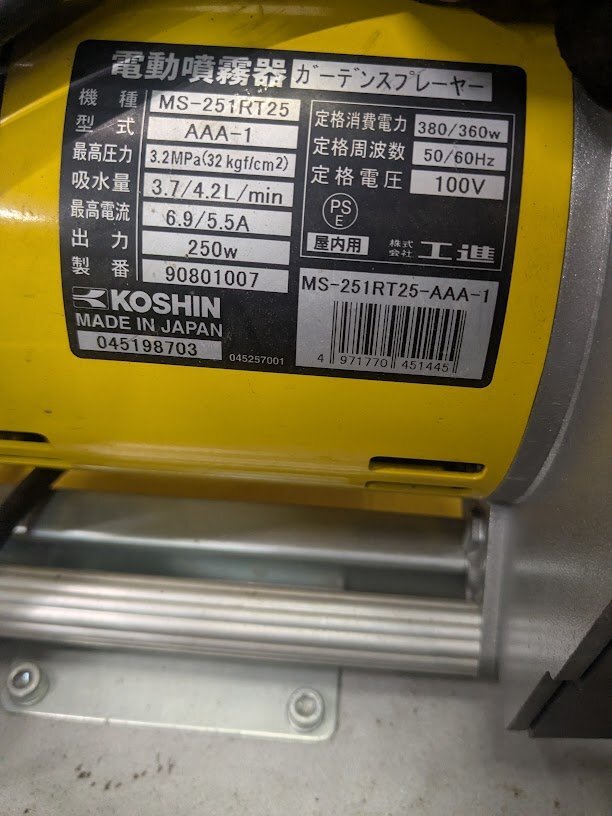 電動噴霧器 ガーデンスプレーヤー
機種 MS-251RT25
型式 AAA-1
最高圧力 3.2MPa(32kgf/cm2)
吸水量 3.7/4.2L/min
最高電流 6.9/5.5A
出力 250w
製番 90801007
定格消費電力 380/360w
定格周波数 50/60Hz
定格電圧 100V
PS
E
屋内用 株式会社 工進
KOSHIN
MADE IN JAPAN
045198703
045257001
MS-251RT25-AAA-1
4 971770 451445